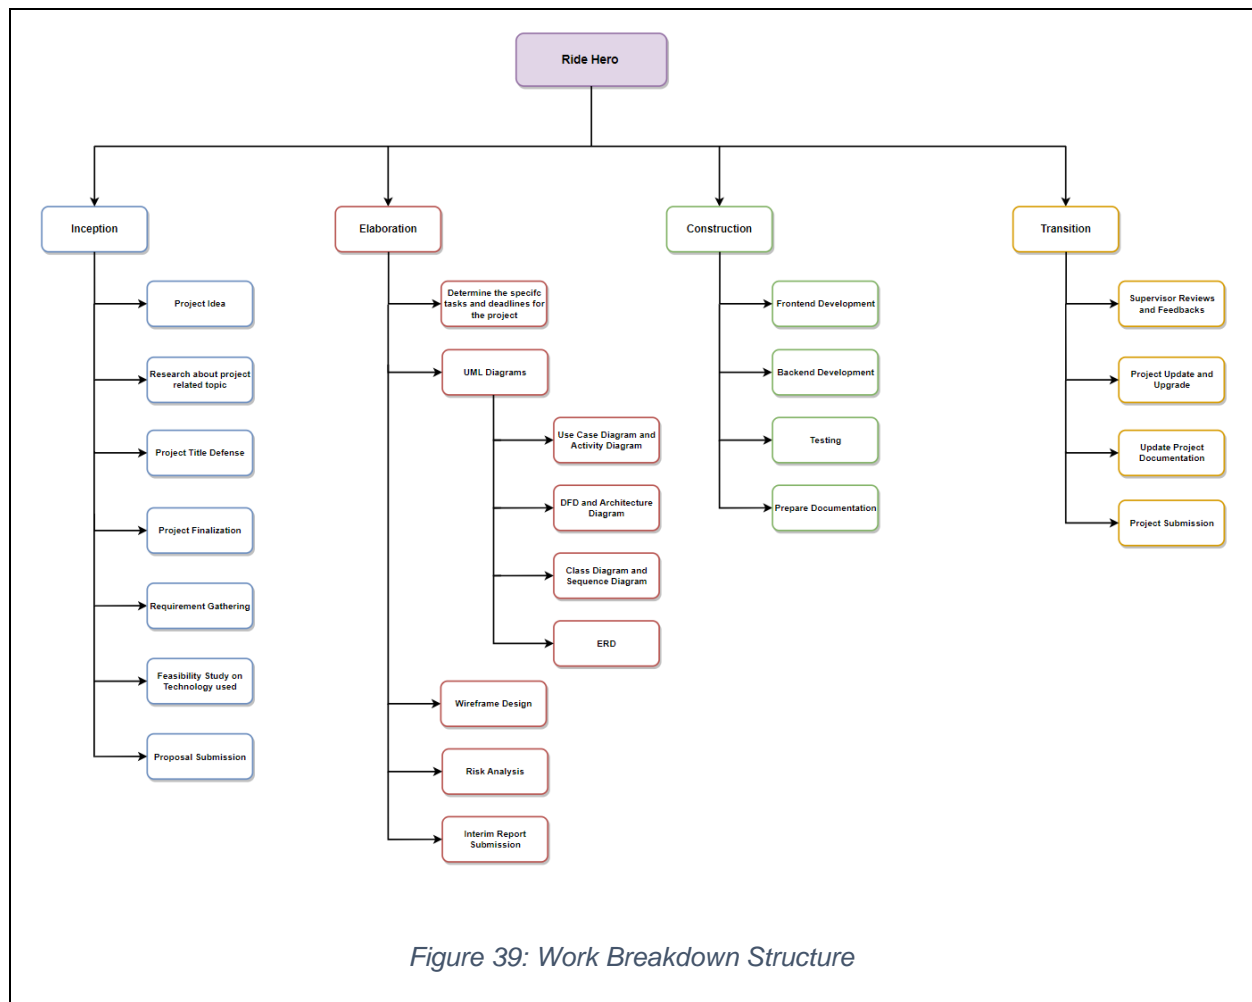 Ride Hero
Inception
Elaboration
Construction
Transition
Project Idea
Research about project
related topic
Project Title Defense
Project Finalization
Requirement Gathering
Feasibility Study on
Technology used
Proposal Submission
Determine the specifc
tasks and deadlines for
the project
UML Diagrams
Use Case Diagram and
Activity Diagram
DFD and Architecture
Diagram
Class Diagram and
Sequence Diagram
ERD
Wireframe Design
Risk Analysis
Interim Report
Submission
Frontend Development
Backend Development
Testing
Prepare Documentation
Supervisor Reviews
and Feedbacks
Project Update and
Upgrade
Update Project
Documentation
Project Submission
Figure 39: Work Breakdown Structure